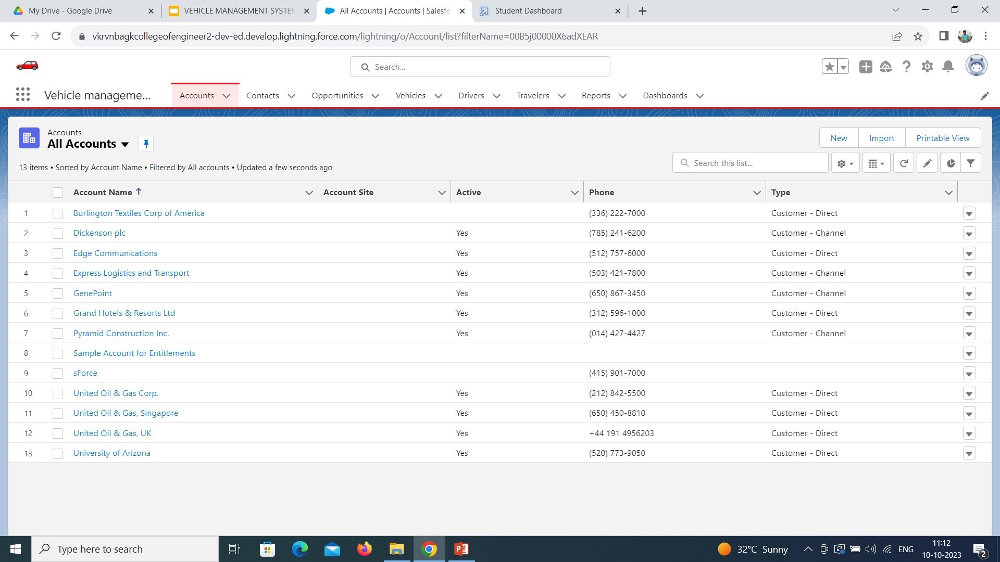 My Drive - Google Drive
VEHICLE MANAGEMENT SYSTEM
All Accounts | Accounts | Salesfo
Student Dashboard
vkrvnbagkcollegeofengineer2-dev-ed.develop.lightning.force.com/lightning/o/Account/list?filterName=00B5j00000X6adXEAR
Search...
Vehicle manageme...
Accounts
Contacts
Opportunities
Vehicles
Drivers
Travelers
Reports
Dashboards
Accounts
All Accounts
New
Import
Printable View
13 items • Sorted by Account Name • Filtered by All accounts • Updated a few seconds ago
Search this list...
Account Name Account Site Active Phone Type
1 Burlington Textiles Corp of America (336) 222-7000 Customer - Direct
2 Dickenson plc Yes (785) 241-6200 Customer - Channel
3 Edge Communications Yes (512) 757-6000 Customer - Direct
4 Express Logistics and Transport Yes (503) 421-7800 Customer - Channel
5 GenePoint Yes (650) 867-3450 Customer - Channel
6 Grand Hotels & Resorts Ltd Yes (312) 596-1000 Customer - Direct
7 Pyramid Construction Inc. Yes (014) 427-4427 Customer - Channel
8 Sample Account for Entitlements
9 sForce (415) 901-7000
10 United Oil & Gas Corp. Yes (212) 842-5500 Customer - Direct
11 United Oil & Gas, Singapore Yes (650) 450-8810 Customer - Direct
12 United Oil & Gas, UK Yes +44 191 4956203 Customer - Direct
13 University of Arizona Yes (520) 773-9050 Customer - Direct
Type here to search
32°C Sunny
ENG
11:12
10-10-2023
2